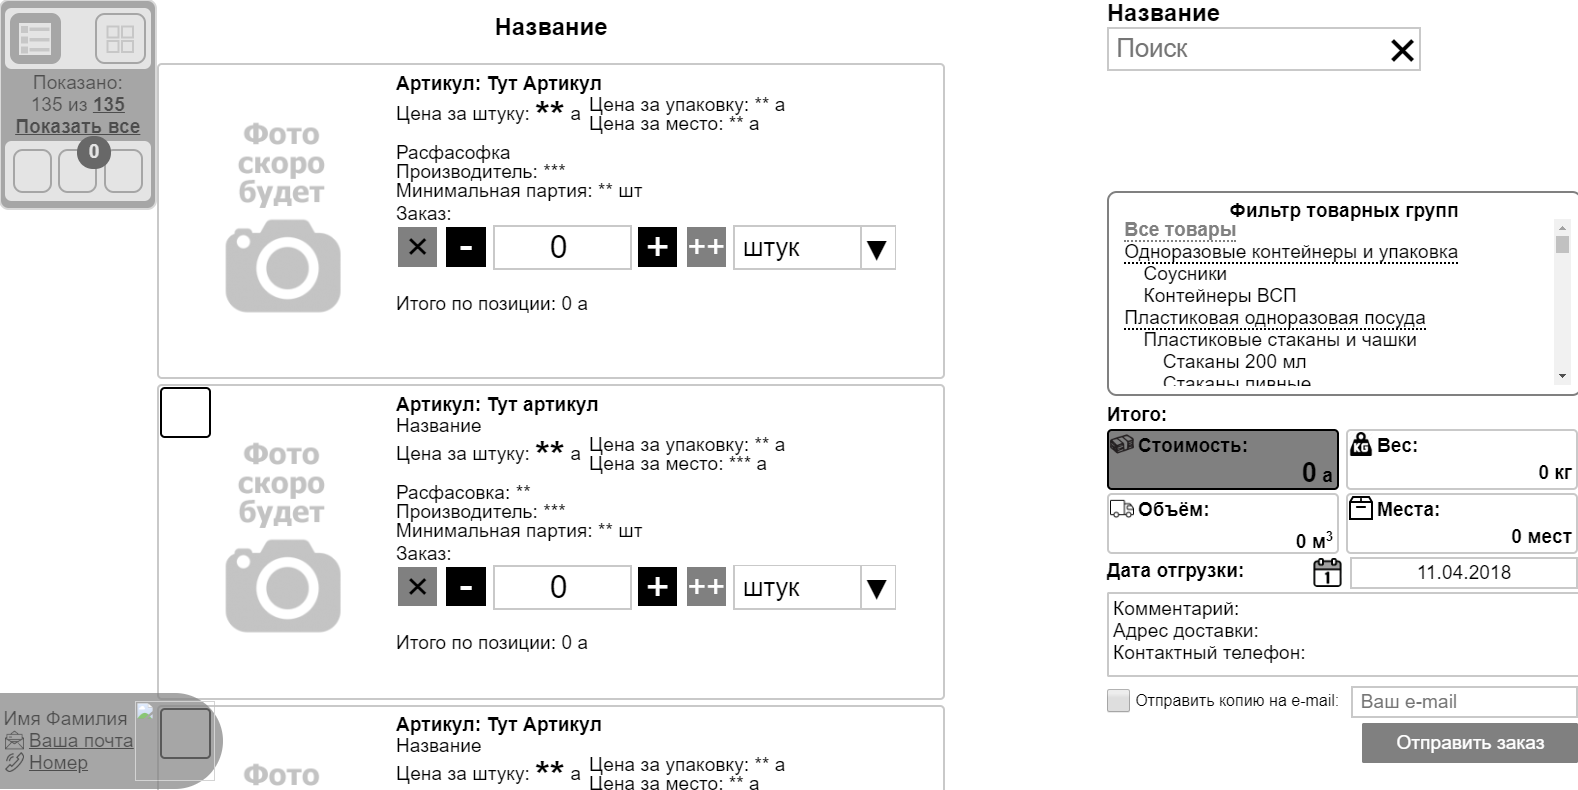 Показано:
135 из 135
Показать все
0
Название
Фото
скоро
будет
Артикул: Тут Артикул
Цена за штуку: ** a
Цена за упаковку: ** a
Цена за место: ** a
Расфасофка
Производитель: ***
Минимальная партия: ** шт
Заказ:
× - 0 + ++ штук ▼
Итого по позиции: 0 a
Фото
скоро
будет
Артикул: Тут артикул
Название
Цена за штуку: ** a
Цена за упаковку: ** a
Цена за место: *** a
Расфасовка: **
Производитель: ***
Минимальная партия: ** шт
Заказ:
× - 0 + ++ штук ▼
Итого по позиции: 0 a
Фото
Артикул: Тут Артикул
Название
Цена за штуку: ** a
Цена за упаковку: ** a
Цена за место: ** a
Имя Фамилия
Ваша почта
Номер
Название
Поиск
Фильтр товарных групп
Все товары
Одноразовые контейнеры и упаковка
Соусники
Контейнеры ВСП
Пластиковая одноразовая посуда
Пластиковые стаканы и чашки
Стаканы 200 мл
Стаканы пивные
Итого:
Стоимость:
0 a
KG Вес:
0 кг
Объём:
0 м³
Места:
0 мест
Дата отгрузки: 1 11.04.2018
Комментарий:
Адрес доставки:
Контактный телефон:
Отправить копию на e-mail: Ваш e-mail
Отправить заказ